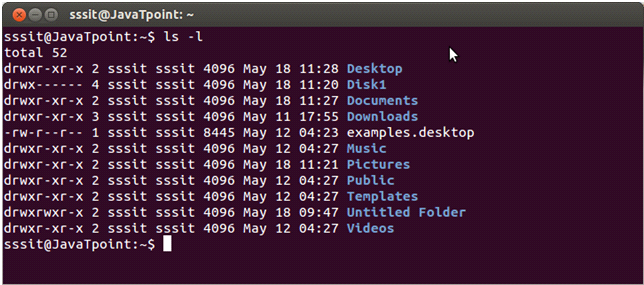 sssit@JavaTpoint: ~
sssit@JavaTpoint:~$ ls -l
total 52
drwxr-xr-x 2 sssit sssit 4096 May 18 11:28 Desktop
drwx------ 4 sssit sssit 4096 May 18 11:20 Disk1
drwxr-xr-x 2 sssit sssit 4096 May 18 11:27 Documents
drwxr-xr-x 3 sssit sssit 4096 May 11 17:55 Downloads
-rw-r--r-- 1 sssit sssit 8445 May 12 04:23 examples.desktop
drwxr-xr-x 2 sssit sssit 4096 May 12 04:27 Music
drwxr-xr-x 2 sssit sssit 4096 May 18 11:21 Pictures
drwxr-xr-x 2 sssit sssit 4096 May 12 04:27 Public
drwxr-xr-x 2 sssit sssit 4096 May 12 04:27 Templates
drwxrwxr-x 2 sssit sssit 4096 May 18 09:47 Untitled Folder
drwxr-xr-x 2 sssit sssit 4096 May 12 04:27 Videos
sssit@JavaTpoint:~$